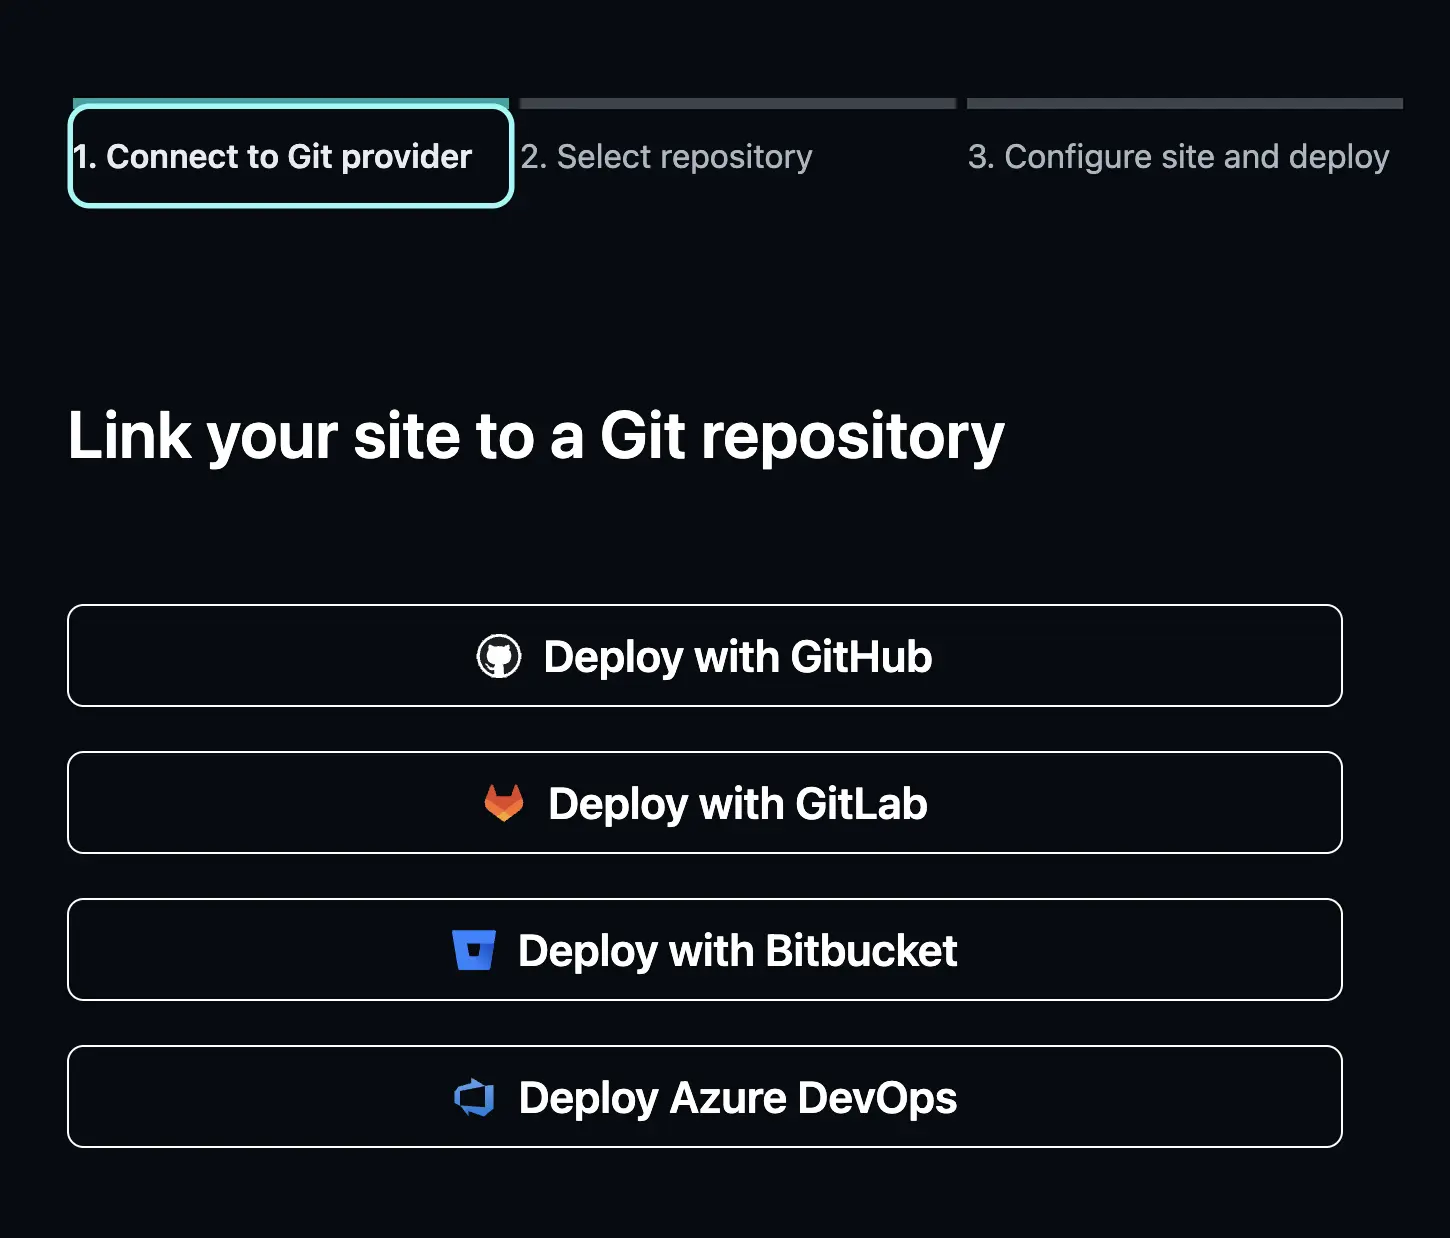 1. Connect to Git provider
2. Select repository
3. Configure site and deploy
Link your site to a Git repository
Deploy with GitHub
Deploy with GitLab
Deploy with Bitbucket
Deploy Azure DevOps